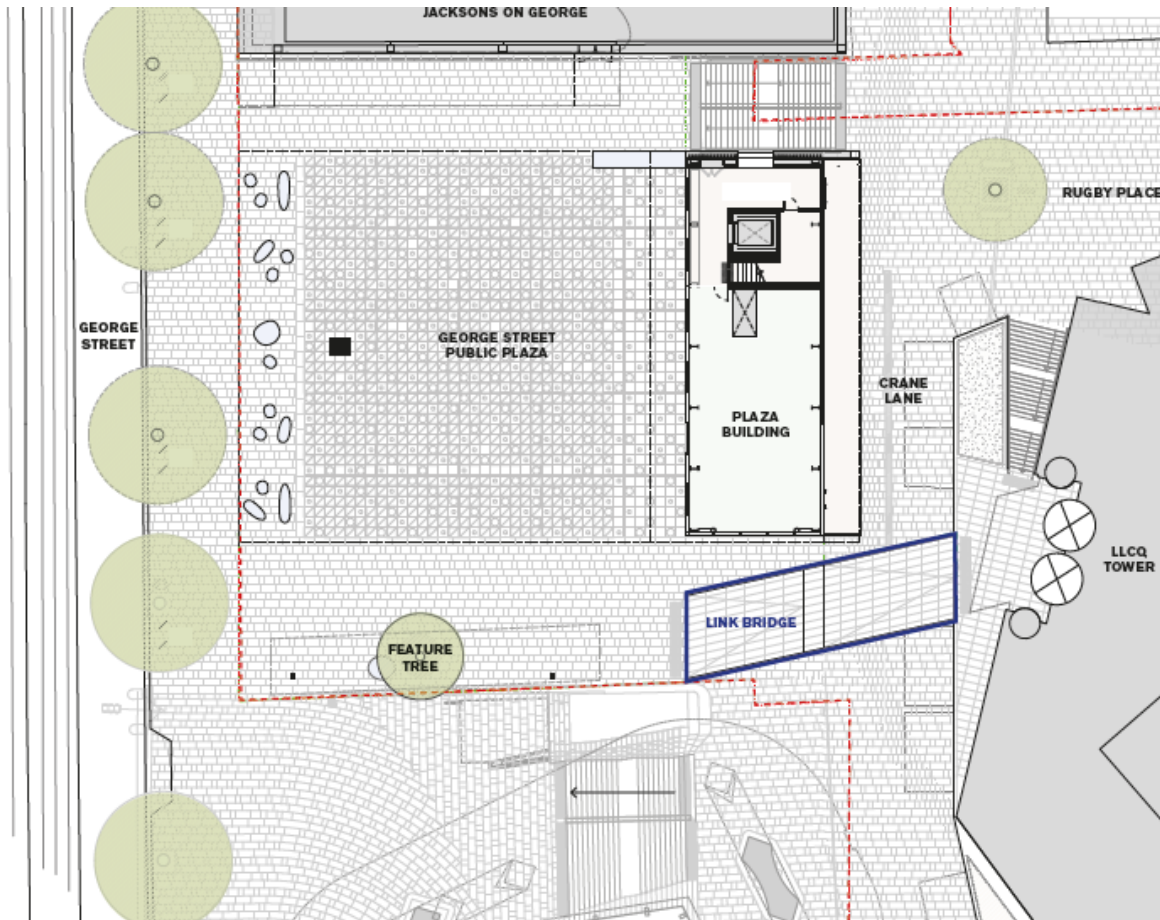 JACKSONS ON GEORGE
RUGBY PLACE
GEORGE
STREET
GEORGE STREET
PUBLIC PLAZA
CRANE
LANE
PLAZA
BUILDING
LLCQ
TOWER
LINK BRIDGE
FEATURE
TREE